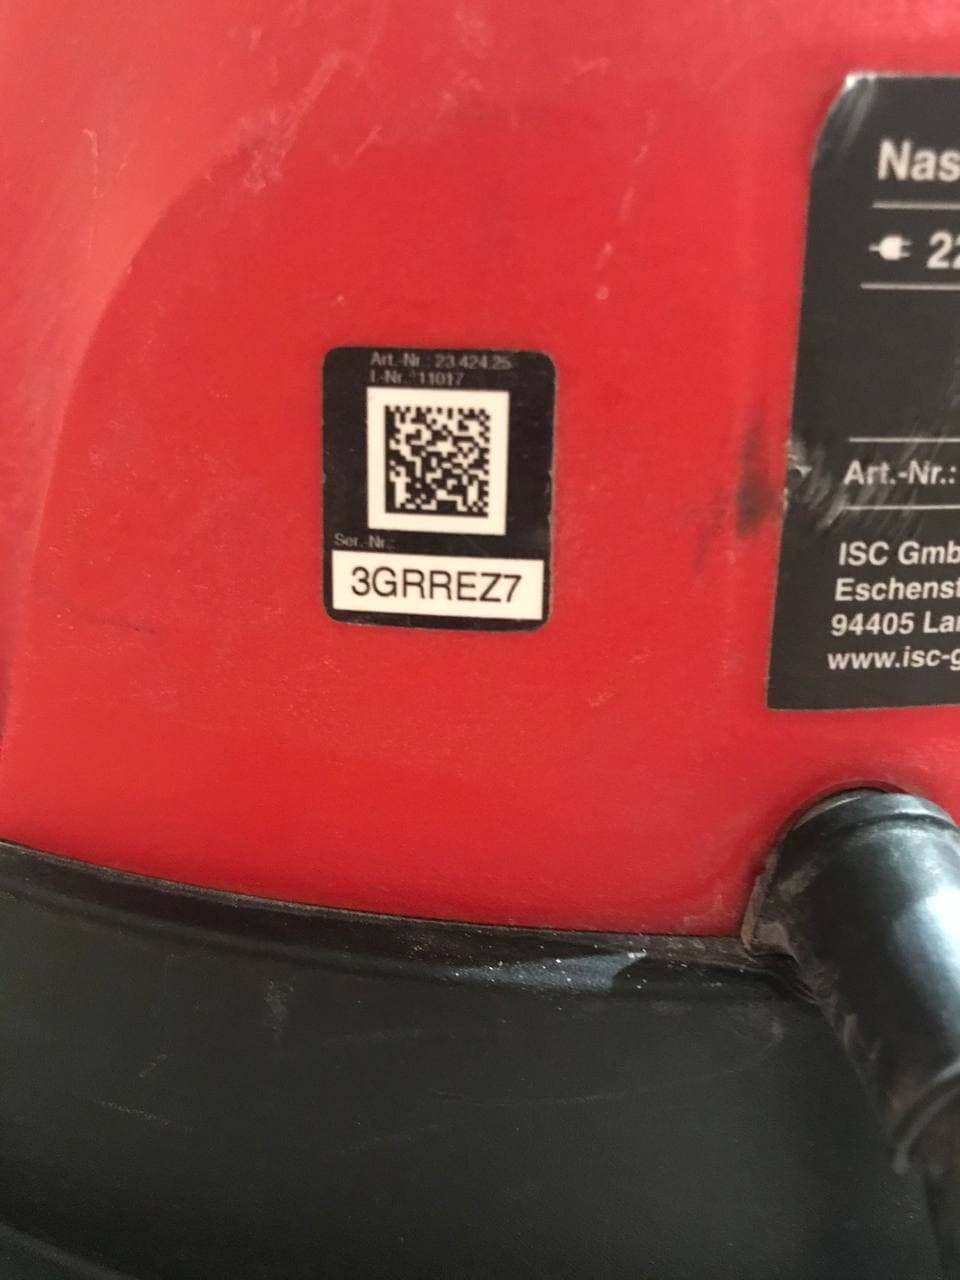 Art.-Nr.: 23.424.25
I.-Nr.: 11017
Ser.-Nr.:
3GRREZ7
Nas
22
Art.-Nr.:
ISC Gmb
Eschenst
94405 Lan
www.isc-g